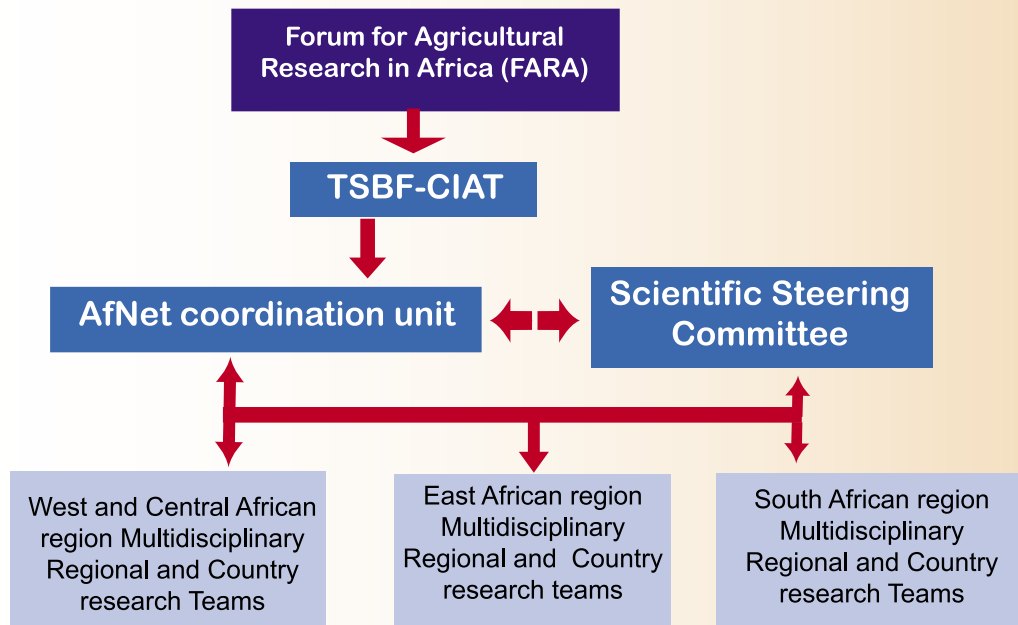 Forum for Agricultural
Research in Africa (FARA)
TSBF-CIAT
AfNet coordination unit
Scientific Steering
Committee
West and Central African
region Multidisciplinary
Regional and Country
research Teams
East African region
Multidisciplinary
Regional and Country
research teams
South African region
Multidisciplinary
Regional and Country
research Teams